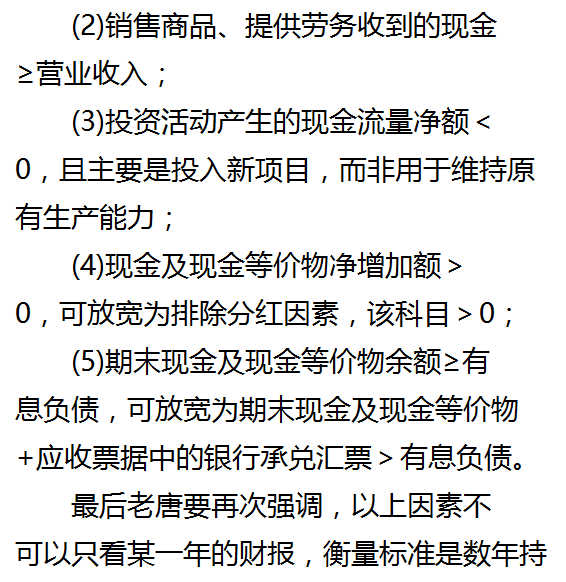 (2)销售商品、提供劳务收到的现金
≥营业收入；
(3)投资活动产生的现金流量净额＜
0，且主要是投入新项目，而非用于维持原
有生产能力；
(4)现金及现金等价物净增加额＞
0，可放宽为排除分红因素，该科目＞0；
(5)期末现金及现金等价物余额≥有
息负债，可放宽为期末现金及现金等价物
+应收票据中的银行承兑汇票＞有息负债。
最后老唐要再次强调，以上因素不
可以只看某一年的财报，衡量标准是数年持